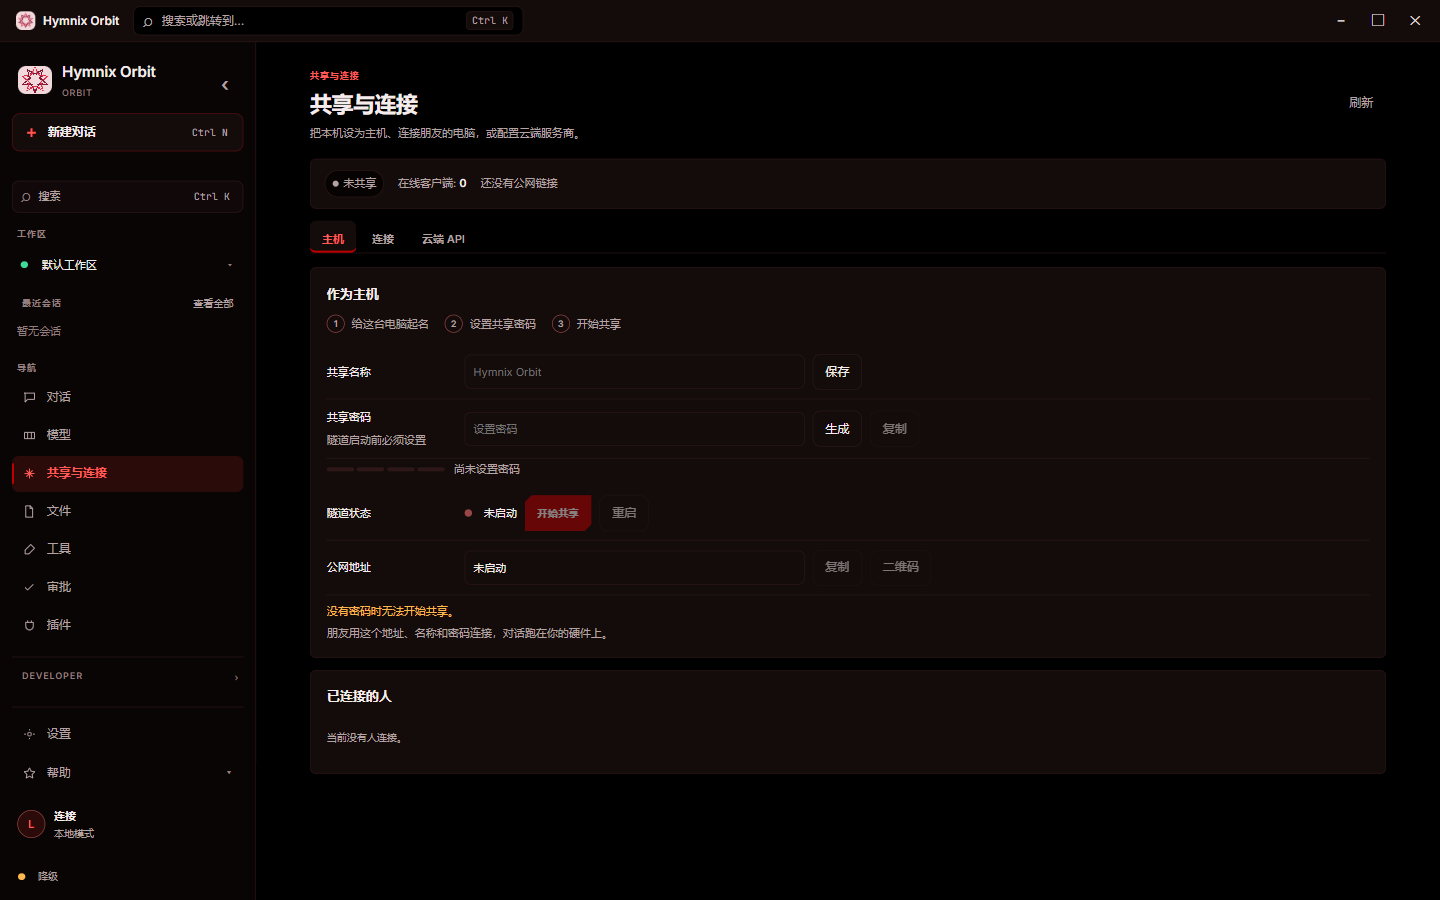 Hymnix Orbit
搜索或跳转到...
Ctrl K
Hymnix Orbit
ORBIT
新建对话
Ctrl N
搜索
Ctrl K
工作区
默认工作区
最近会话
查看全部
暂无会话
导航
对话
模型
共享与连接
文件
工具
审批
插件
DEVELOPER
设置
帮助
L
连接
本地模式
降级
共享与连接
共享与连接
刷新
把本机设为主机、连接朋友的电脑，或配置云端服务商。
未共享
在线客户端: 0
还没有公网链接
主机
连接
云端 API
作为主机
1 给这台电脑起名
2 设置共享密码
3 开始共享
共享名称
Hymnix Orbit
保存
共享密码
隧道启动前必须设置
设置密码
生成
复制
尚未设置密码
隧道状态
未启动
开始共享
重启
公网地址
未启动
复制
二维码
没有密码时无法开始共享。
朋友用这个地址、名称和密码连接，对话跑在你的硬件上。
已连接的人
当前没有人连接。